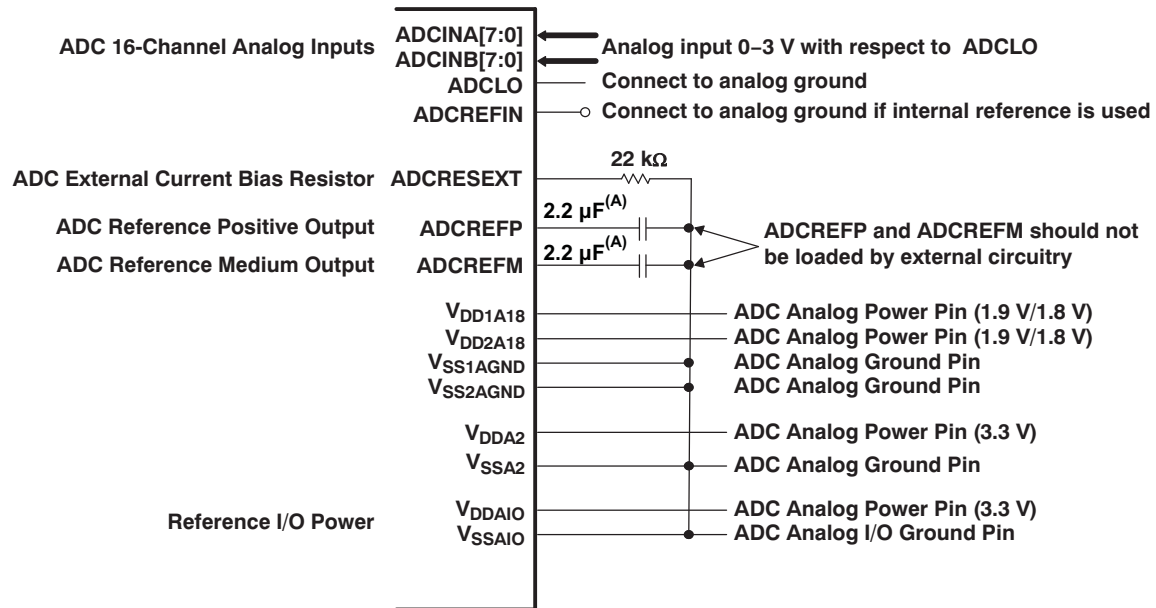 ADC 16-Channel Analog Inputs
ADCINA[7:0]
ADCINB[7:0]
Analog input 0–3 V with respect to ADCLO
ADCLO
Connect to analog ground
ADCREFIN
Connect to analog ground if internal reference is used
22 kΩ
ADC External Current Bias Resistor ADCRESEXT
2.2 µF(A)
ADC Reference Positive Output ADCREFP
2.2 µF(A)
ADC Reference Medium Output ADCREFM
ADCREFP and ADCREFM should not
be loaded by external circuitry
VDD1A18 ADC Analog Power Pin (1.9 V/1.8 V)
VDD2A18 ADC Analog Power Pin (1.9 V/1.8 V)
VSS1AGND ADC Analog Ground Pin
VSS2AGND ADC Analog Ground Pin
VDDA2 ADC Analog Power Pin (3.3 V)
VSSA2 ADC Analog Ground Pin
Reference I/O Power
VDDAIO ADC Analog Power Pin (3.3 V)
VSSAIO ADC Analog I/O Ground Pin